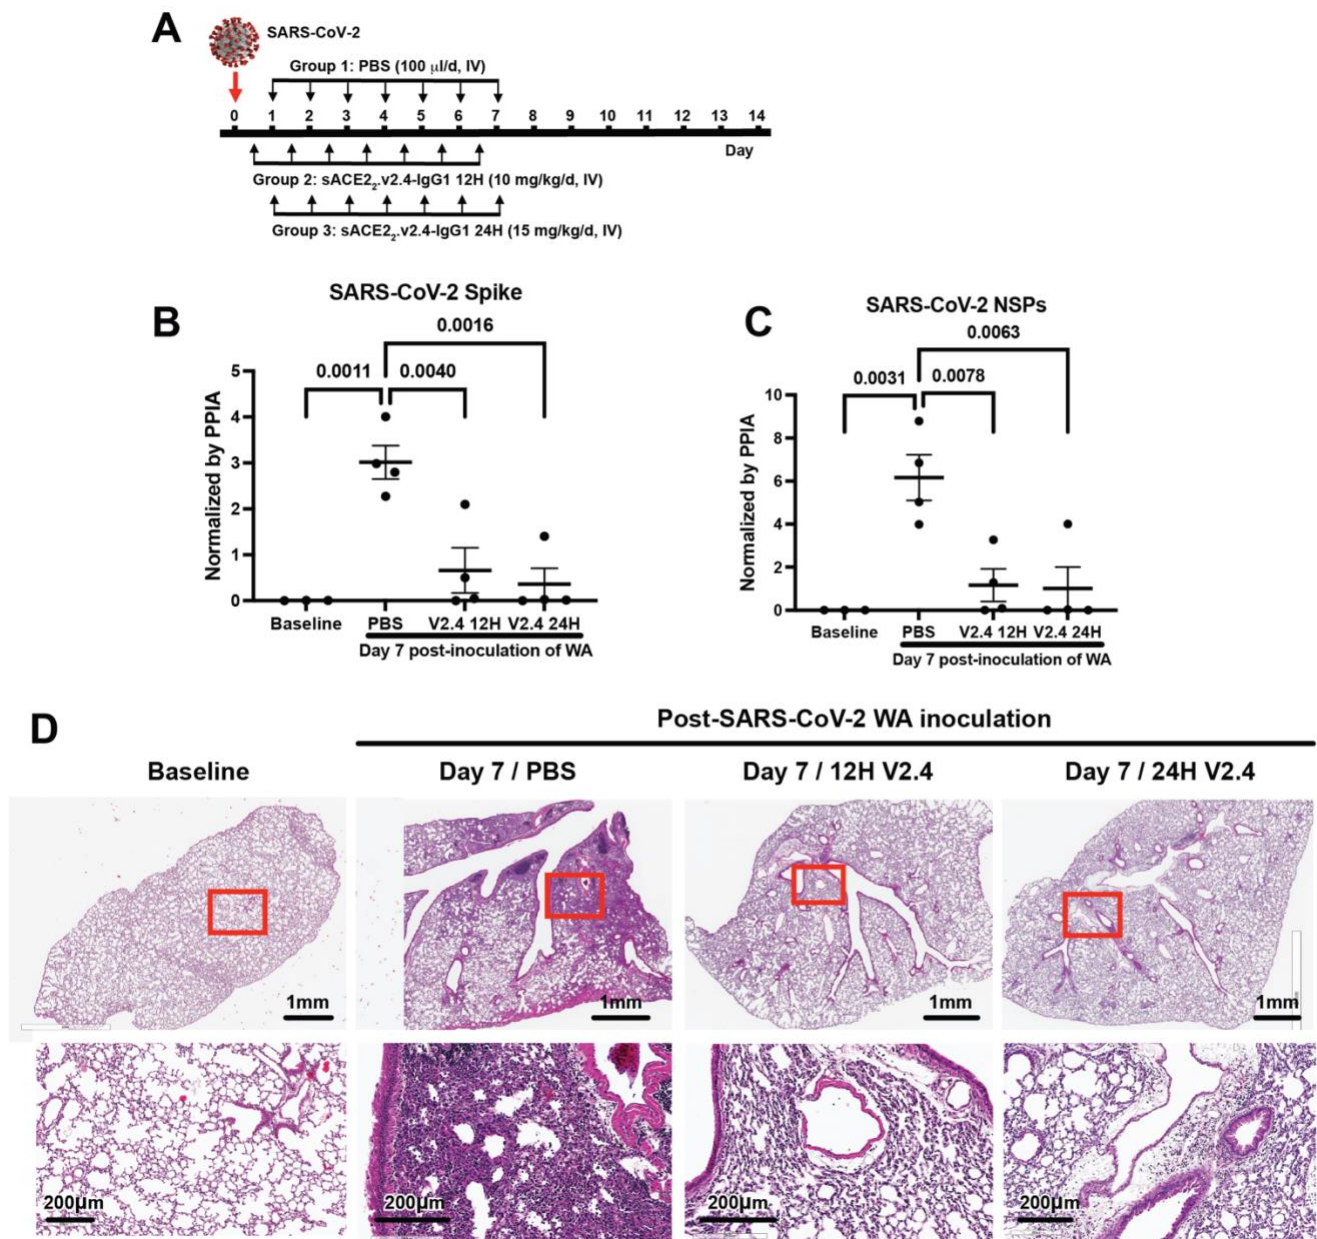 A
SARS-CoV-2
Group 1: PBS (100 μl/d, IV)
0 1 2 3 4 5 6 7 8 9 10 11 12 13 14
Day
Group 2: sACE2₂.v2.4-IgG1 12H (10 mg/kg/d, IV)
Group 3: sACE2₂.v2.4-IgG1 24H (15 mg/kg/d, IV)
B
SARS-CoV-2 Spike
0.0016
0.0011 0.0040
Normalized by PPIA
5
4
3
2
1
0
Baseline PBS V2.4 12H V2.4 24H
Day 7 post-inoculation of WA
C
SARS-CoV-2 NSPs
0.0063
0.0031 0.0078
Normalized by PPIA
10
8
6
4
2
0
Baseline PBS V2.4 12H V2.4 24H
Day 7 post-inoculation of WA
D
Post-SARS-CoV-2 WA inoculation
Baseline Day 7 / PBS Day 7 / 12H V2.4 Day 7 / 24H V2.4
1mm 1mm 1mm 1mm
200μm 200μm 200μm 200μm